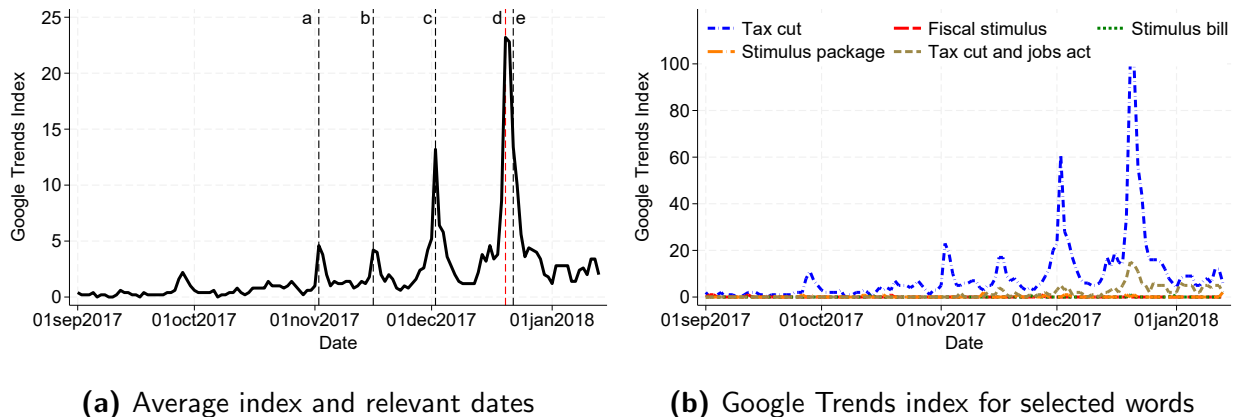 a b c d e
Google Trends Index
25
20
15
10
5
0
01sep2017 01oct2017 01nov2017 01dec2017 01jan2018
Date
(a) Average index and relevant dates
Tax cut Fiscal stimulus Stimulus bill
Stimulus package Tax cut and jobs act
Google Trends Index
100
80
60
40
20
0
01sep2017 01oct2017 01nov2017 01dec2017 01jan2018
Date
(b) Google Trends index for selected words